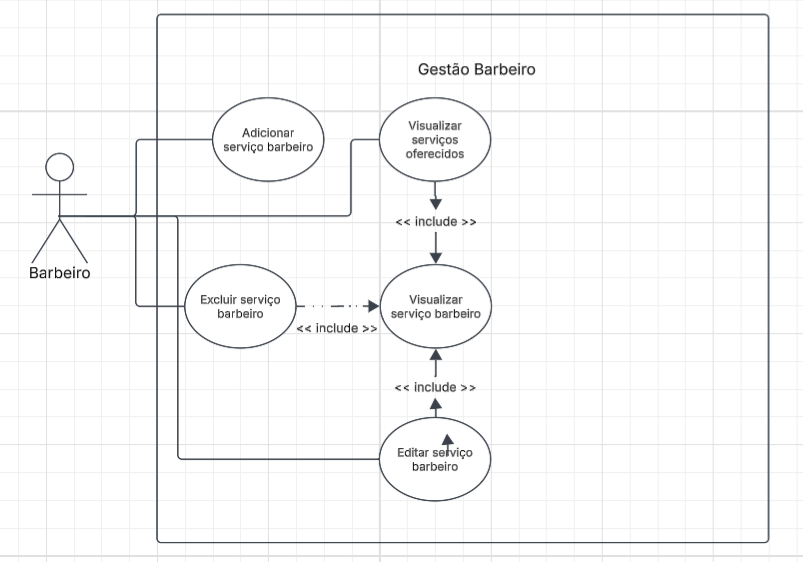 Gestão Barbeiro
Adicionar
serviço barbeiro
Visualizar
serviços
oferecidos
<< include >>
Barbeiro
Excluir serviço
barbeiro
<< include >>
Visualizar
serviço barbeiro
<< include >>
Editar serviço
barbeiro